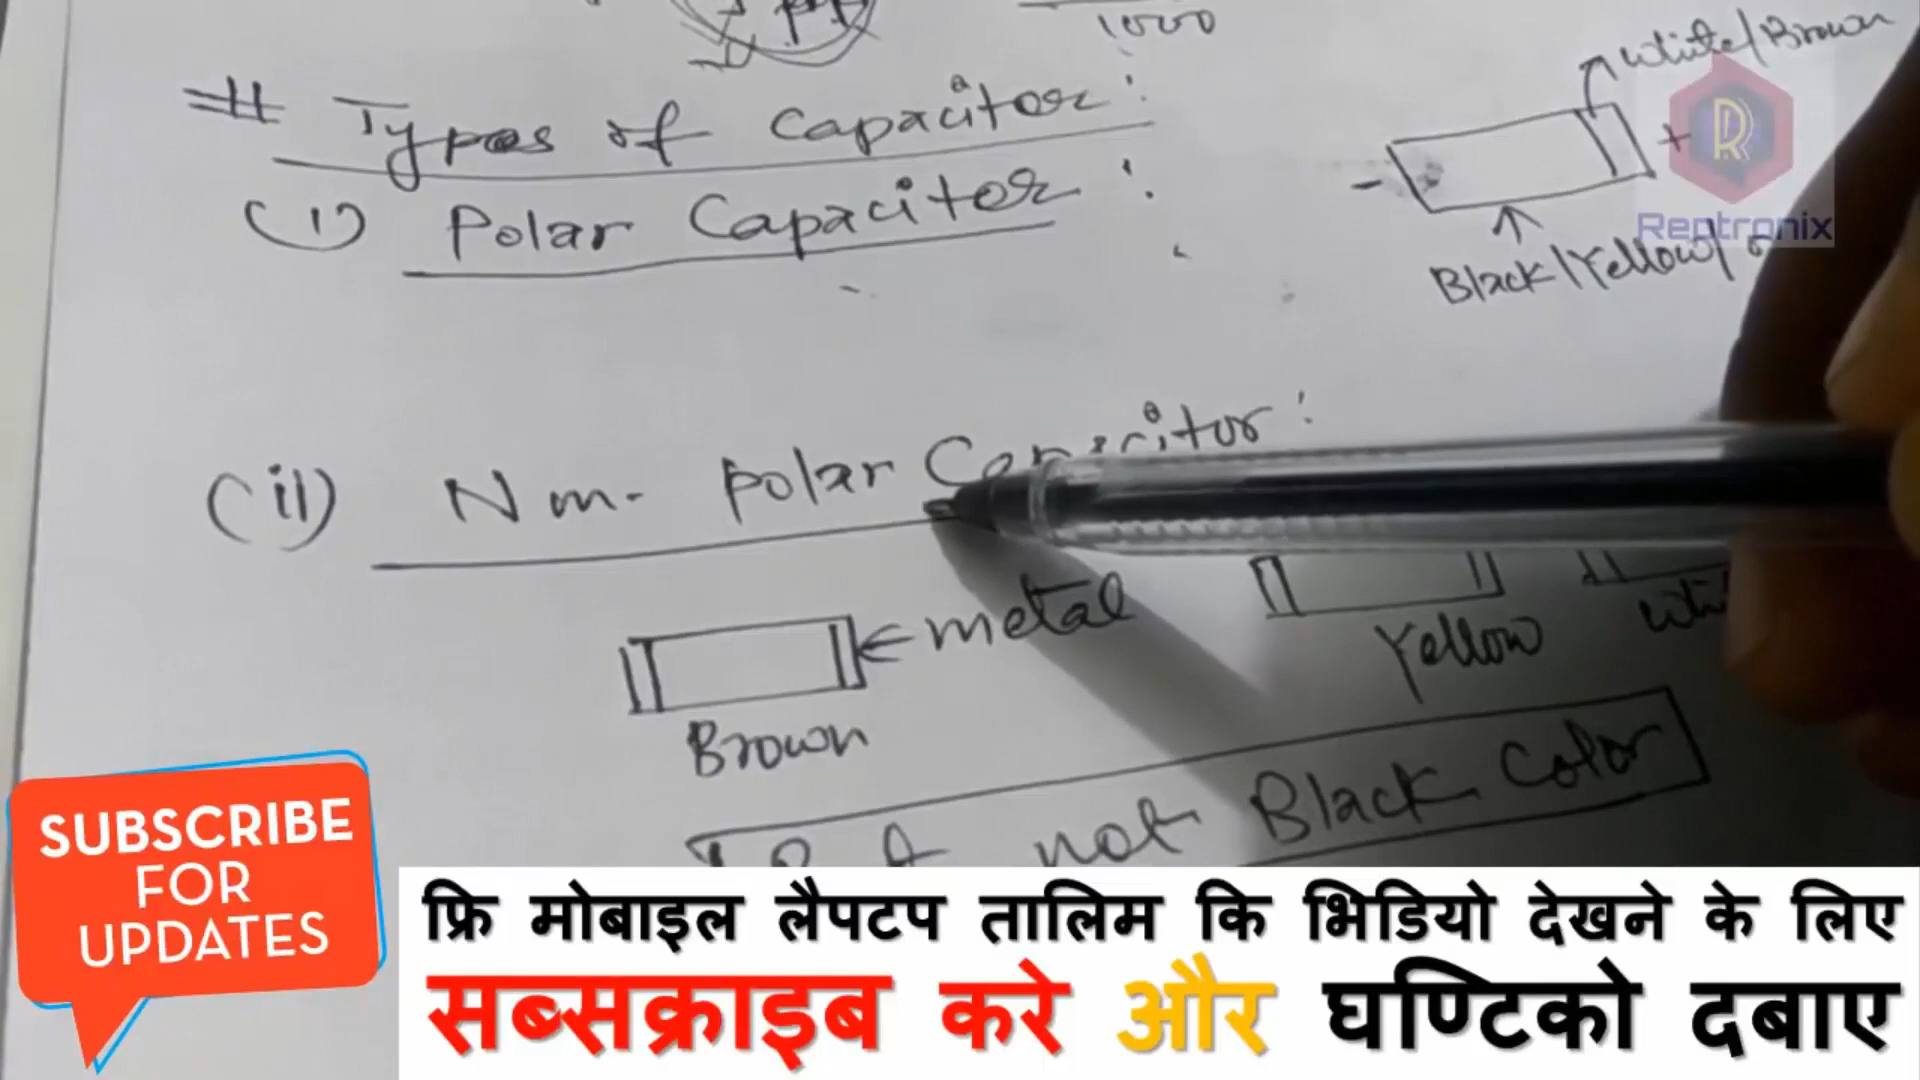 1000
White/Brown
# Types of Capacitor:
(i) Polar Capacitor:
- +
Reptronix
Black/Yellow/
(ii) Non-Polar Capacitor:
metal
Brown
Yellow
not Black Color
SUBSCRIBE
FOR
UPDATES
फ्रि मोबाइल लैपटप तालिम कि भिडियो देखने के लिए
सब्सक्राइब करे और घण्टिको दबाए